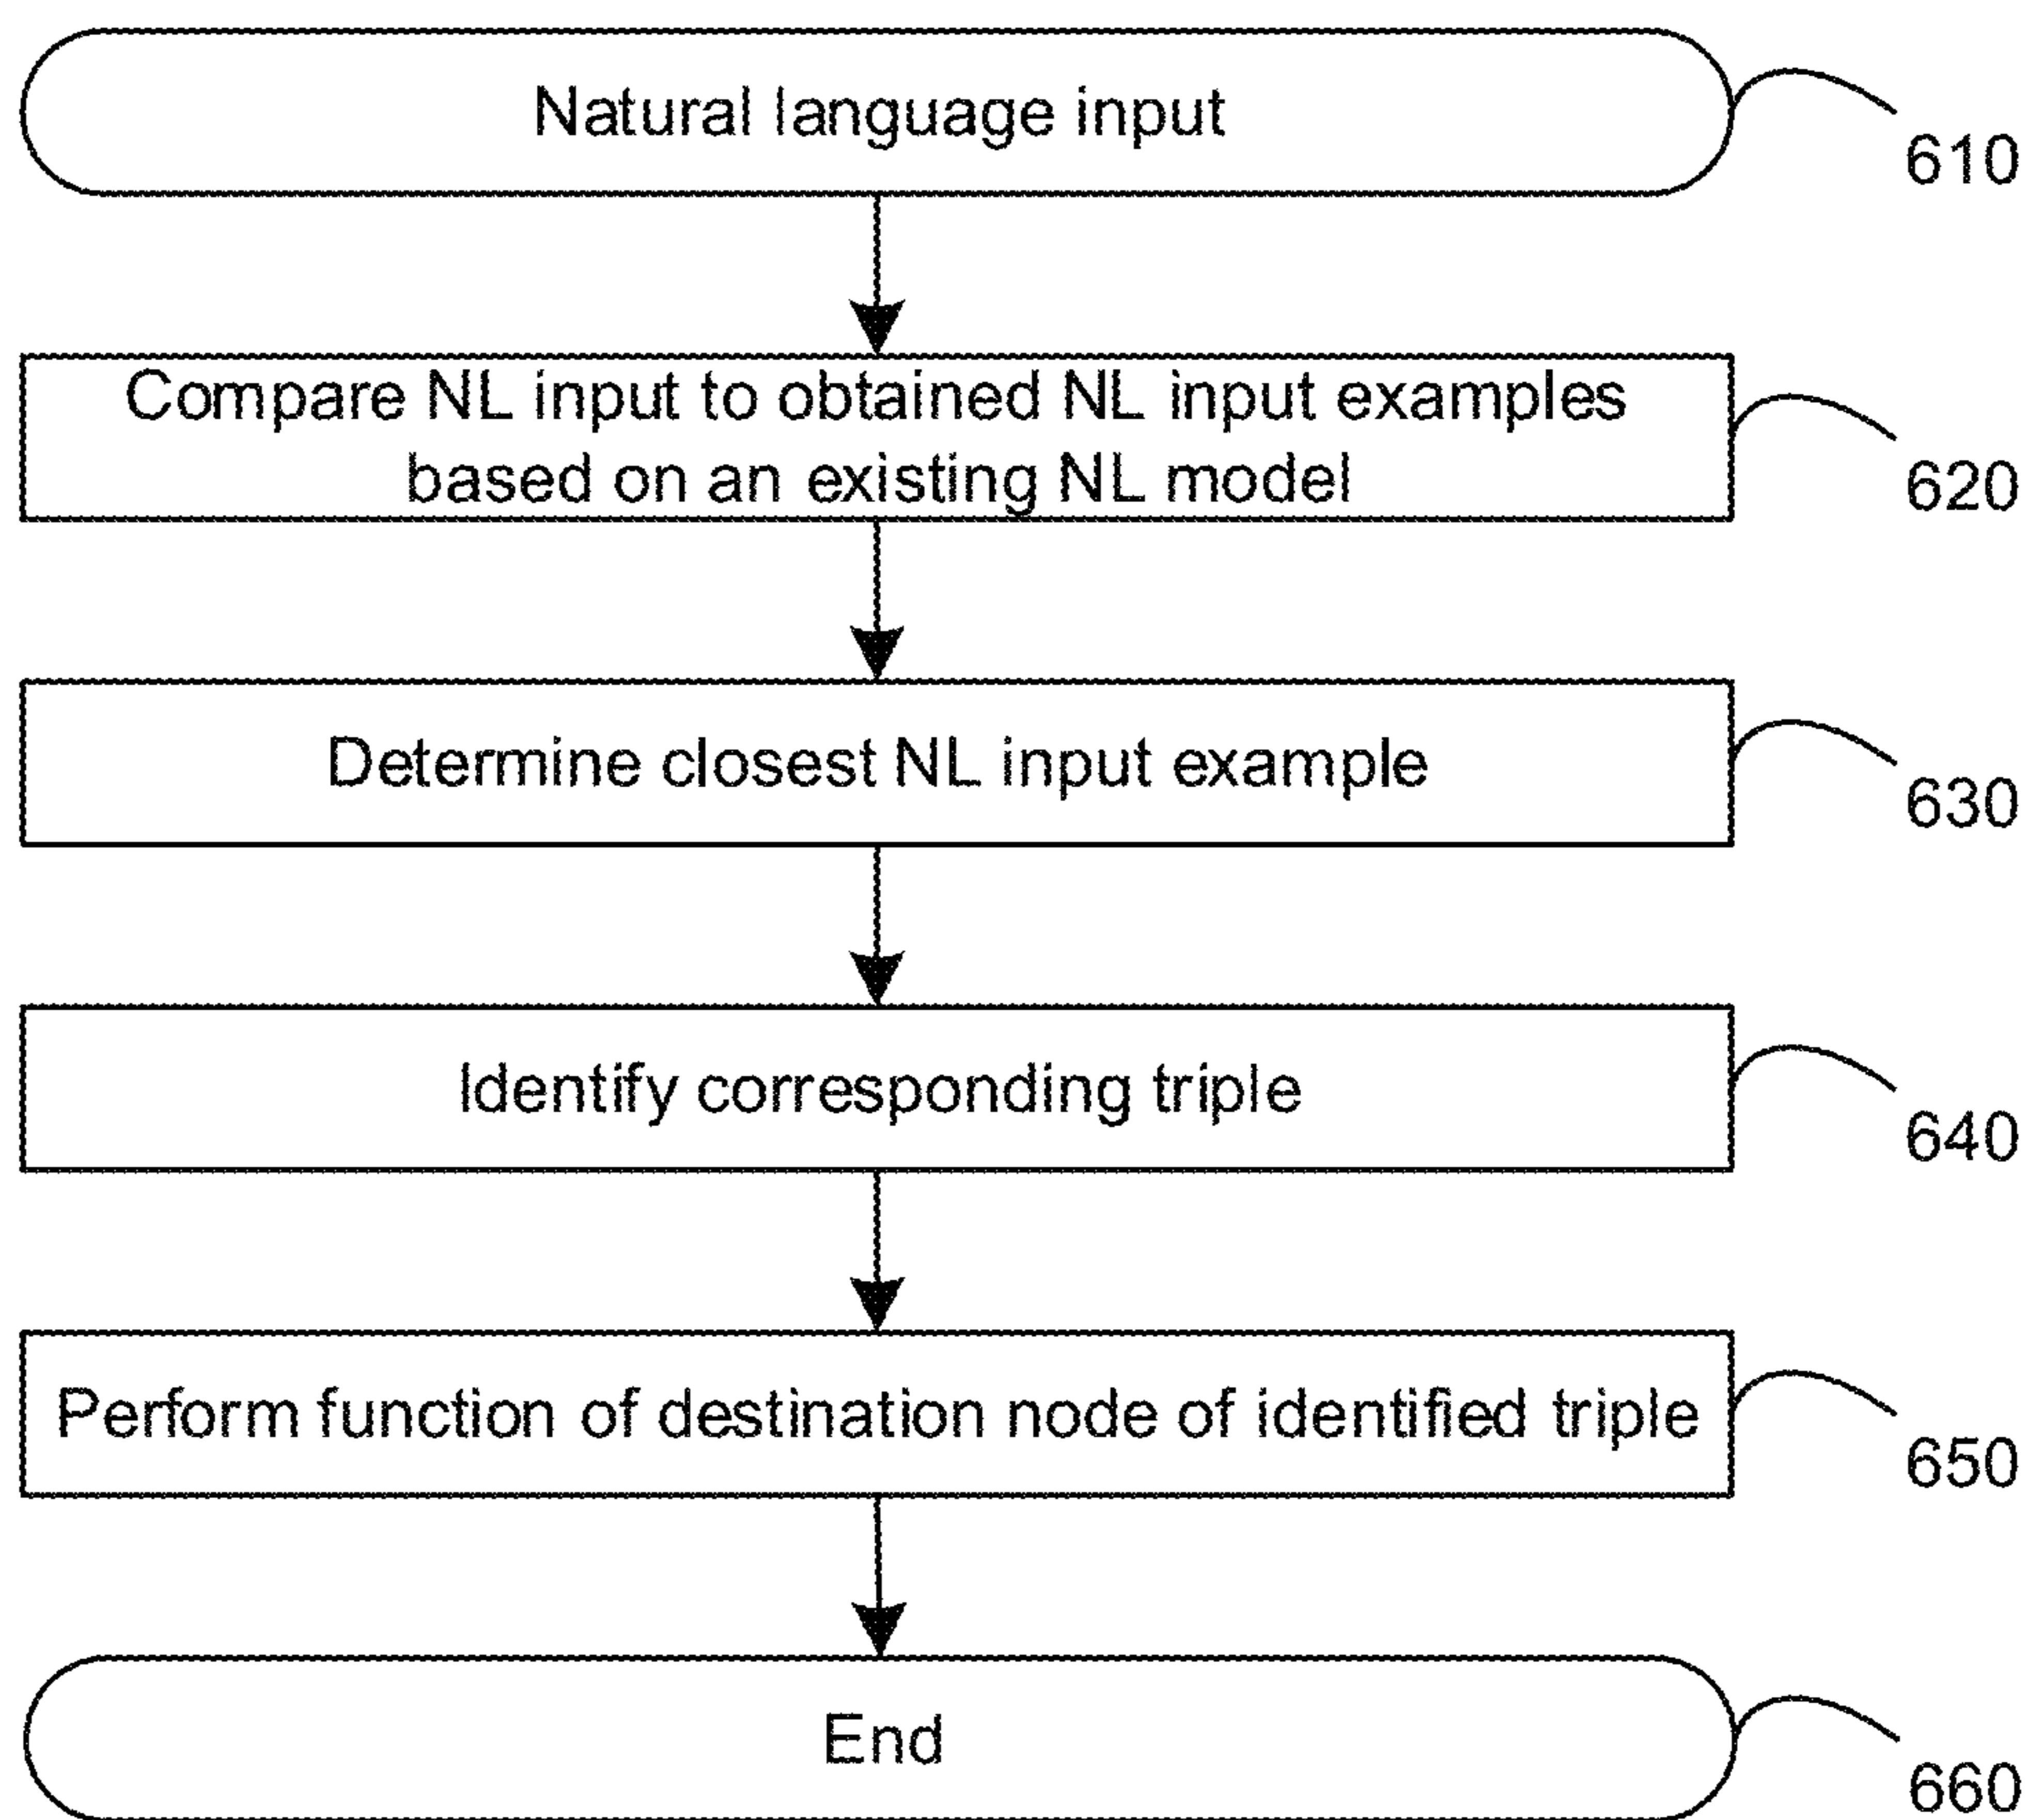 Natural language input
610
Compare NL input to obtained NL input examples
based on an existing NL model
620
Determine closest NL input example
630
Identify corresponding triple
640
Perform function of destination node of identified triple
650
End
660